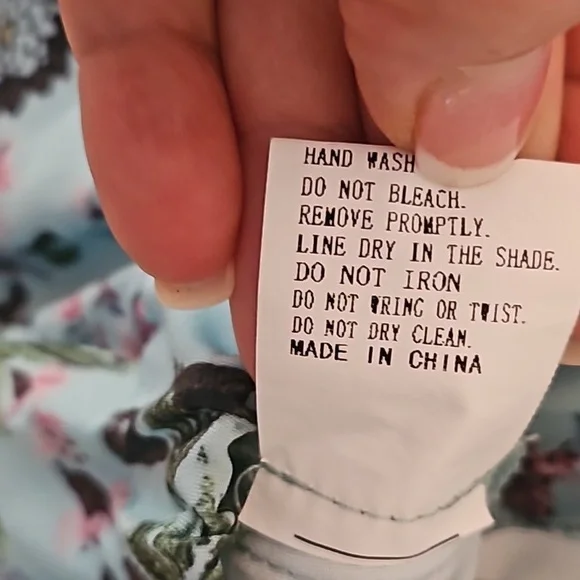 HAND WASH
DO NOT BLEACH.
REMOVE PROMPTLY.
LINE DRY IN THE SHADE.
DO NOT IRON
DO NOT WRING OR TWIST.
DO NOT DRY CLEAN.
MADE IN CHINA